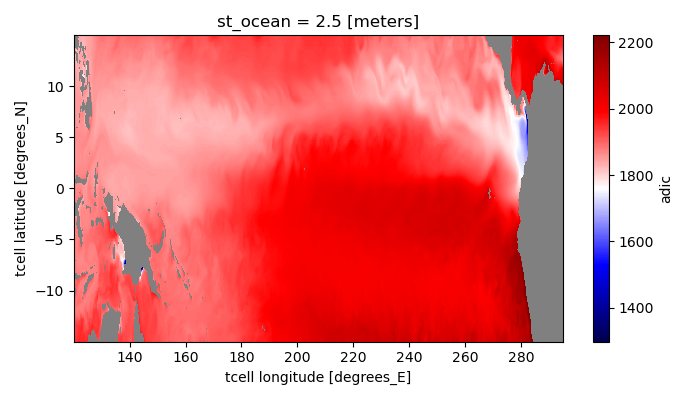 st_ocean = 2.5 [meters]
10
5
0
−5
−10
tcell latitude [degrees_N]
140 160 180 200 220 240 260 280
tcell longitude [degrees_E]
2200
2000
1800
1600
1400
adic